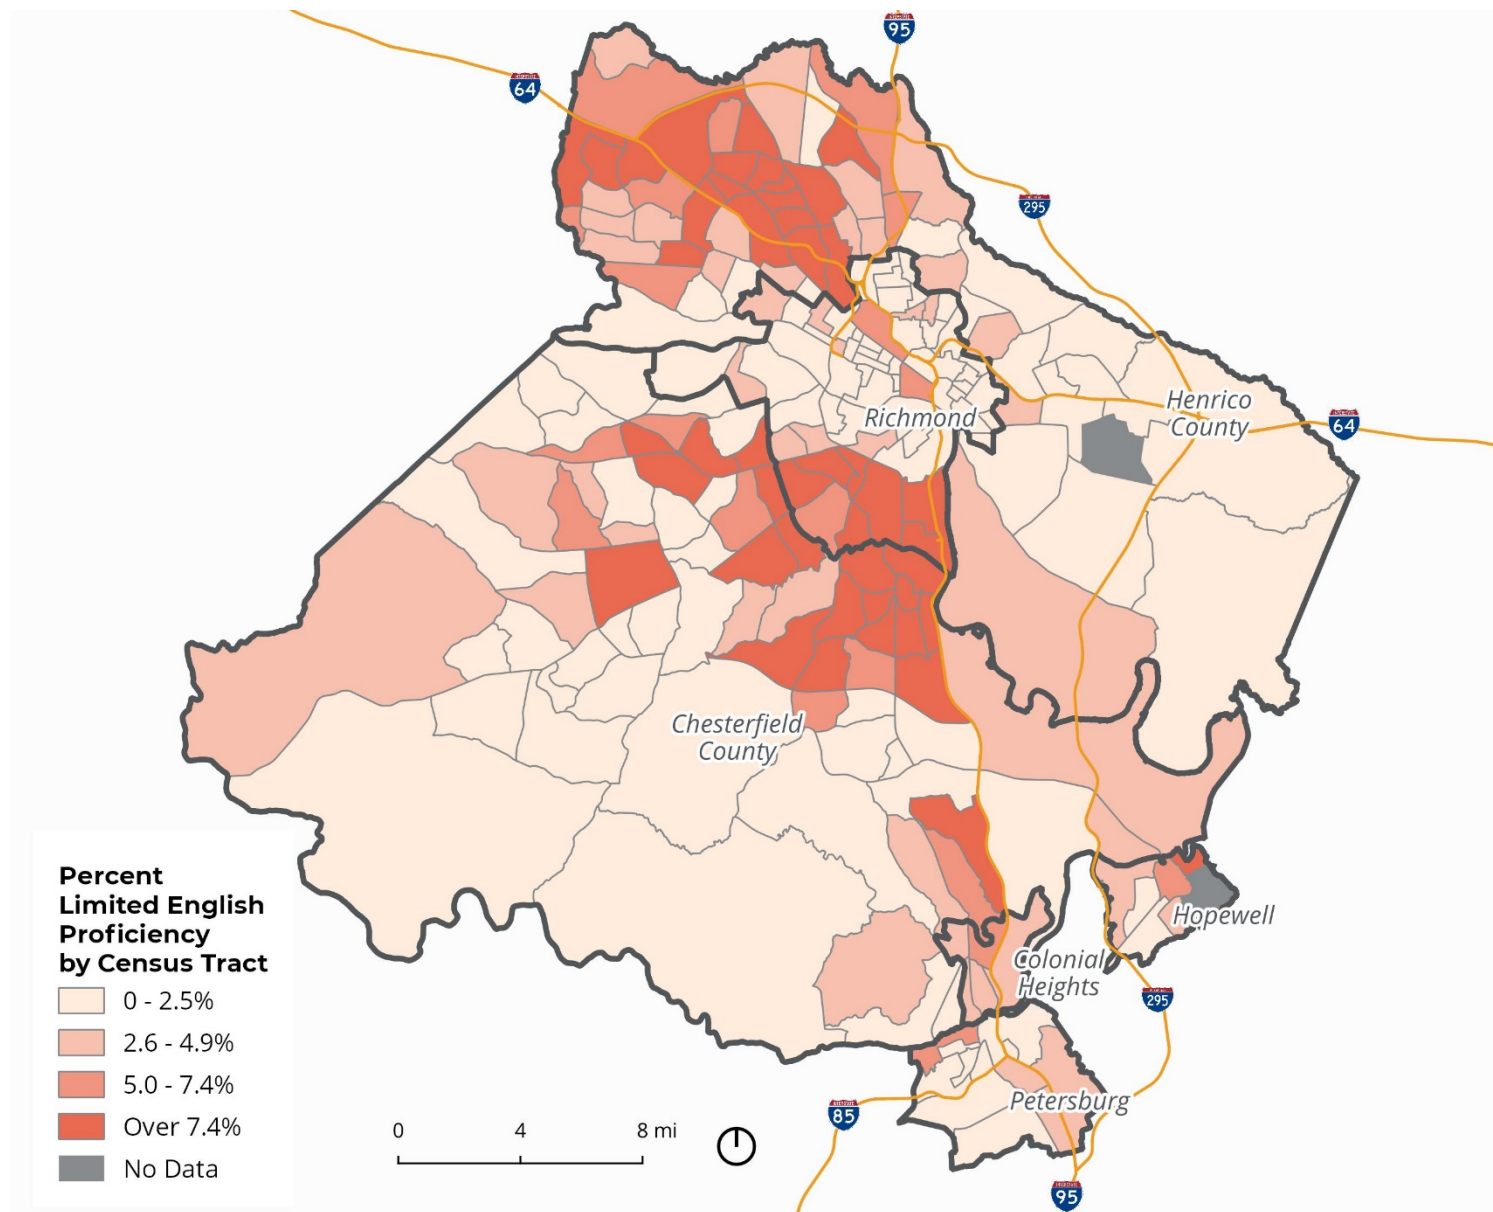 95
64
295
Henrico
County
64
Richmond
Chesterfield
County
Percent
Limited English
Proficiency
by Census Tract
0 - 2.5%
2.6 - 4.9%
5.0 - 7.4%
Over 7.4%
No Data
Hopewell
Colonial
Heights
295
Petersburg
85
0 4 8 mi
95